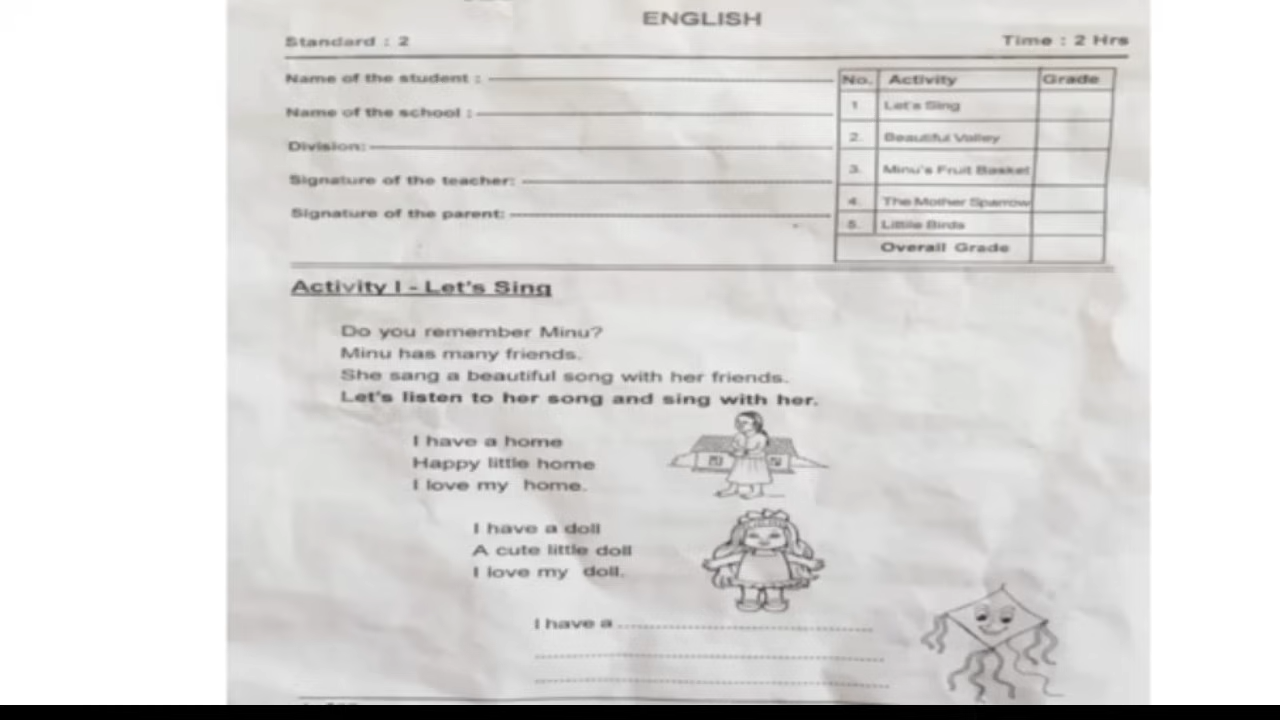 ENGLISH
Standard : 2
Time : 2 Hrs
Name of the student :
Name of the school :
Division:
Signature of the teacher:
Signature of the parent:
No. Activity Grade
1 Let's Sing
2. Beautiful Valley
3. Minu's Fruit Basket
4. The Mother Sparrow
5. Little Birds
Overall Grade
Activity I - Let's Sing
Do you remember Minu?
Minu has many friends.
She sang a beautiful song with her friends.
Let's listen to her song and sing with her.
I have a home
Happy little home
I love my home.
I have a doll
A cute little doll
I love my doll.
I have a ..............................
..............................
..............................